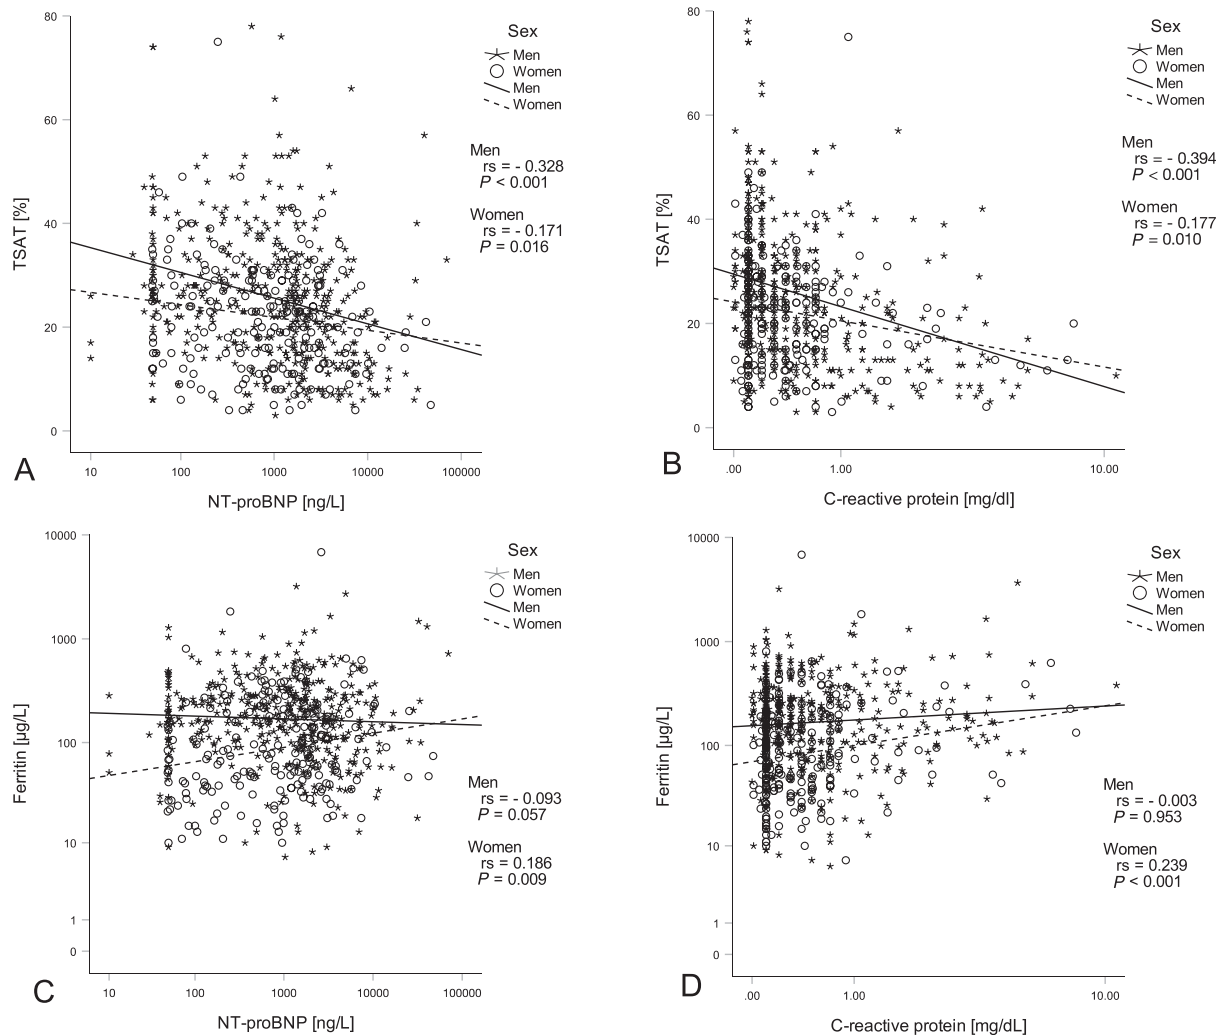 80
60
40
20
0
TSAT [%]
10
100
1000
10000
100000
NT-proBNP [ng/L]
Sex
Men
Women
Men
Women
Men
rs = - 0.328
P < 0.001
Women
rs = - 0.171
P = 0.016
A
80
60
40
20
0
TSAT [%]
.00
1.00
10.00
C-reactive protein [mg/dl]
Sex
Men
Women
Men
Women
Men
rs = - 0.394
P < 0.001
Women
rs = - 0.177
P = 0.010
B
10000
1000
100
10
1
0
Ferritin [µg/L]
10
100
1000
10000
100000
NT-proBNP [ng/L]
Sex
Men
Women
Men
Women
Men
rs = - 0.093
P = 0.057
Women
rs = 0.186
P = 0.009
C
10000
1000
100
10
1
0
Ferritin [µg/L]
.00
1.00
10.00
C-reactive protein [mg/dL]
Sex
Men
Women
Men
Women
Men
rs = - 0.003
P = 0.953
Women
rs = 0.239
P < 0.001
D